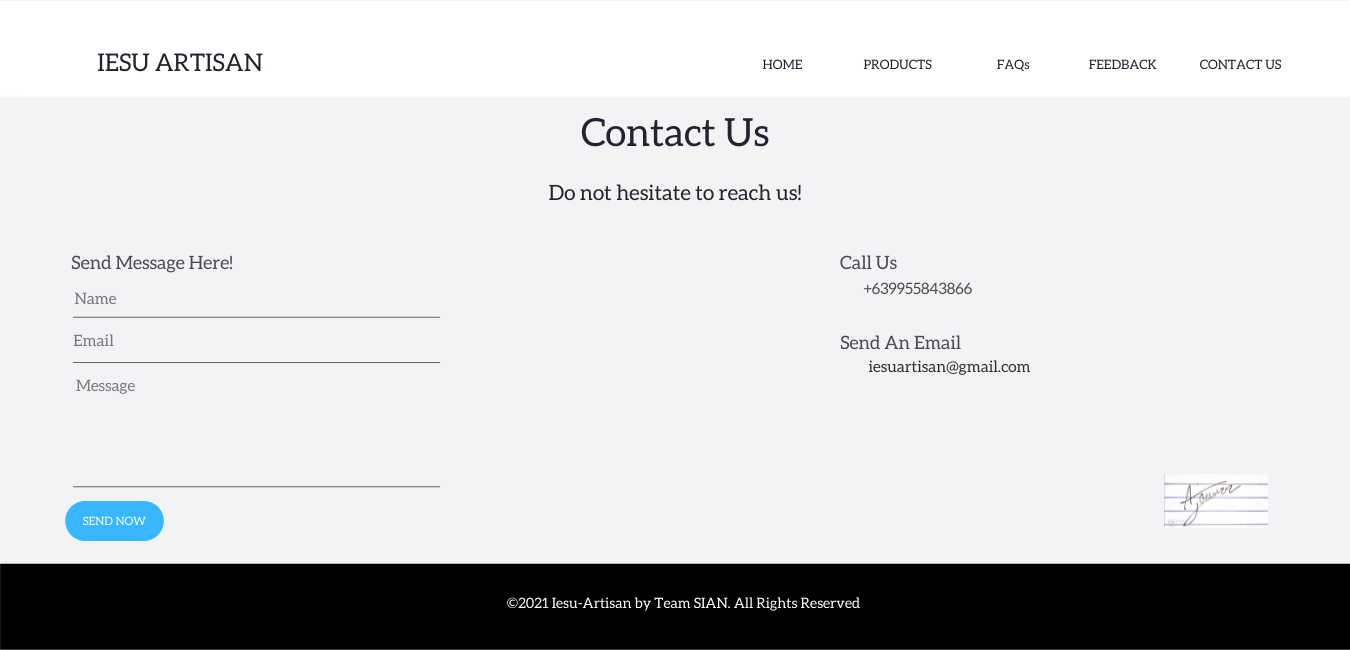 IESU ARTISAN
HOME PRODUCTS FAQs FEEDBACK CONTACT US
Contact Us
Do not hesitate to reach us!
Send Message Here!
Name
Email
Message
SEND NOW
Call Us
+639955843866
Send An Email
iesuartisan@gmail.com
©2021 Iesu-Artisan by Team SIAN. All Rights Reserved